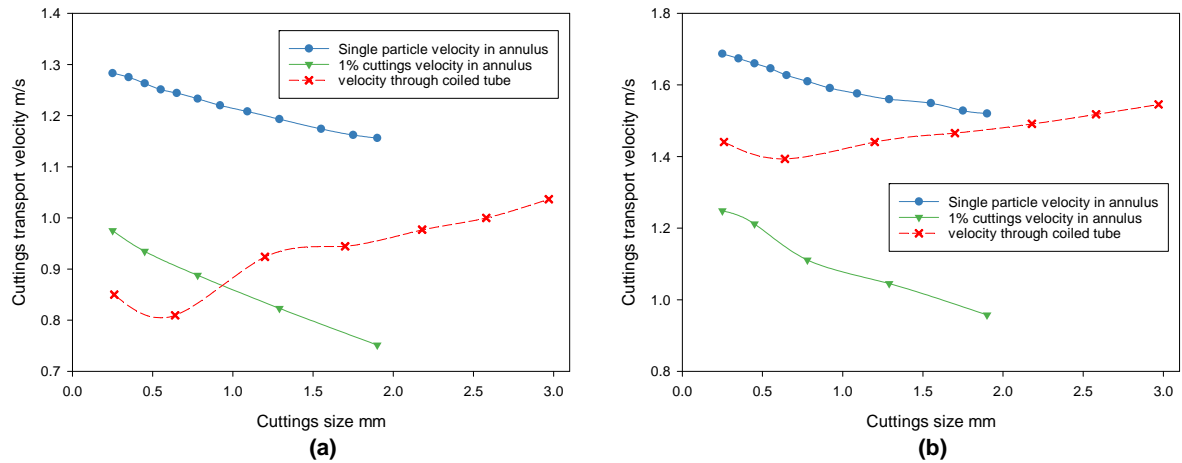 1.4
1.3
1.2
1.1
1.0
0.9
0.8
0.7
Cuttings transport velocity m/s
Single particle velocity in annulus
1% cuttings velocity in annulus
velocity through coiled tube
0.0 0.5 1.0 1.5 2.0 2.5 3.0
Cuttings size mm
(a)
1.8
1.6
1.4
1.2
1.0
0.8
Cuttings transport velocity m/s
Single particle velocity in annulus
1% cuttings velocity in annulus
velocity through coiled tube
0.0 0.5 1.0 1.5 2.0 2.5 3.0
Cuttings size mm
(b)